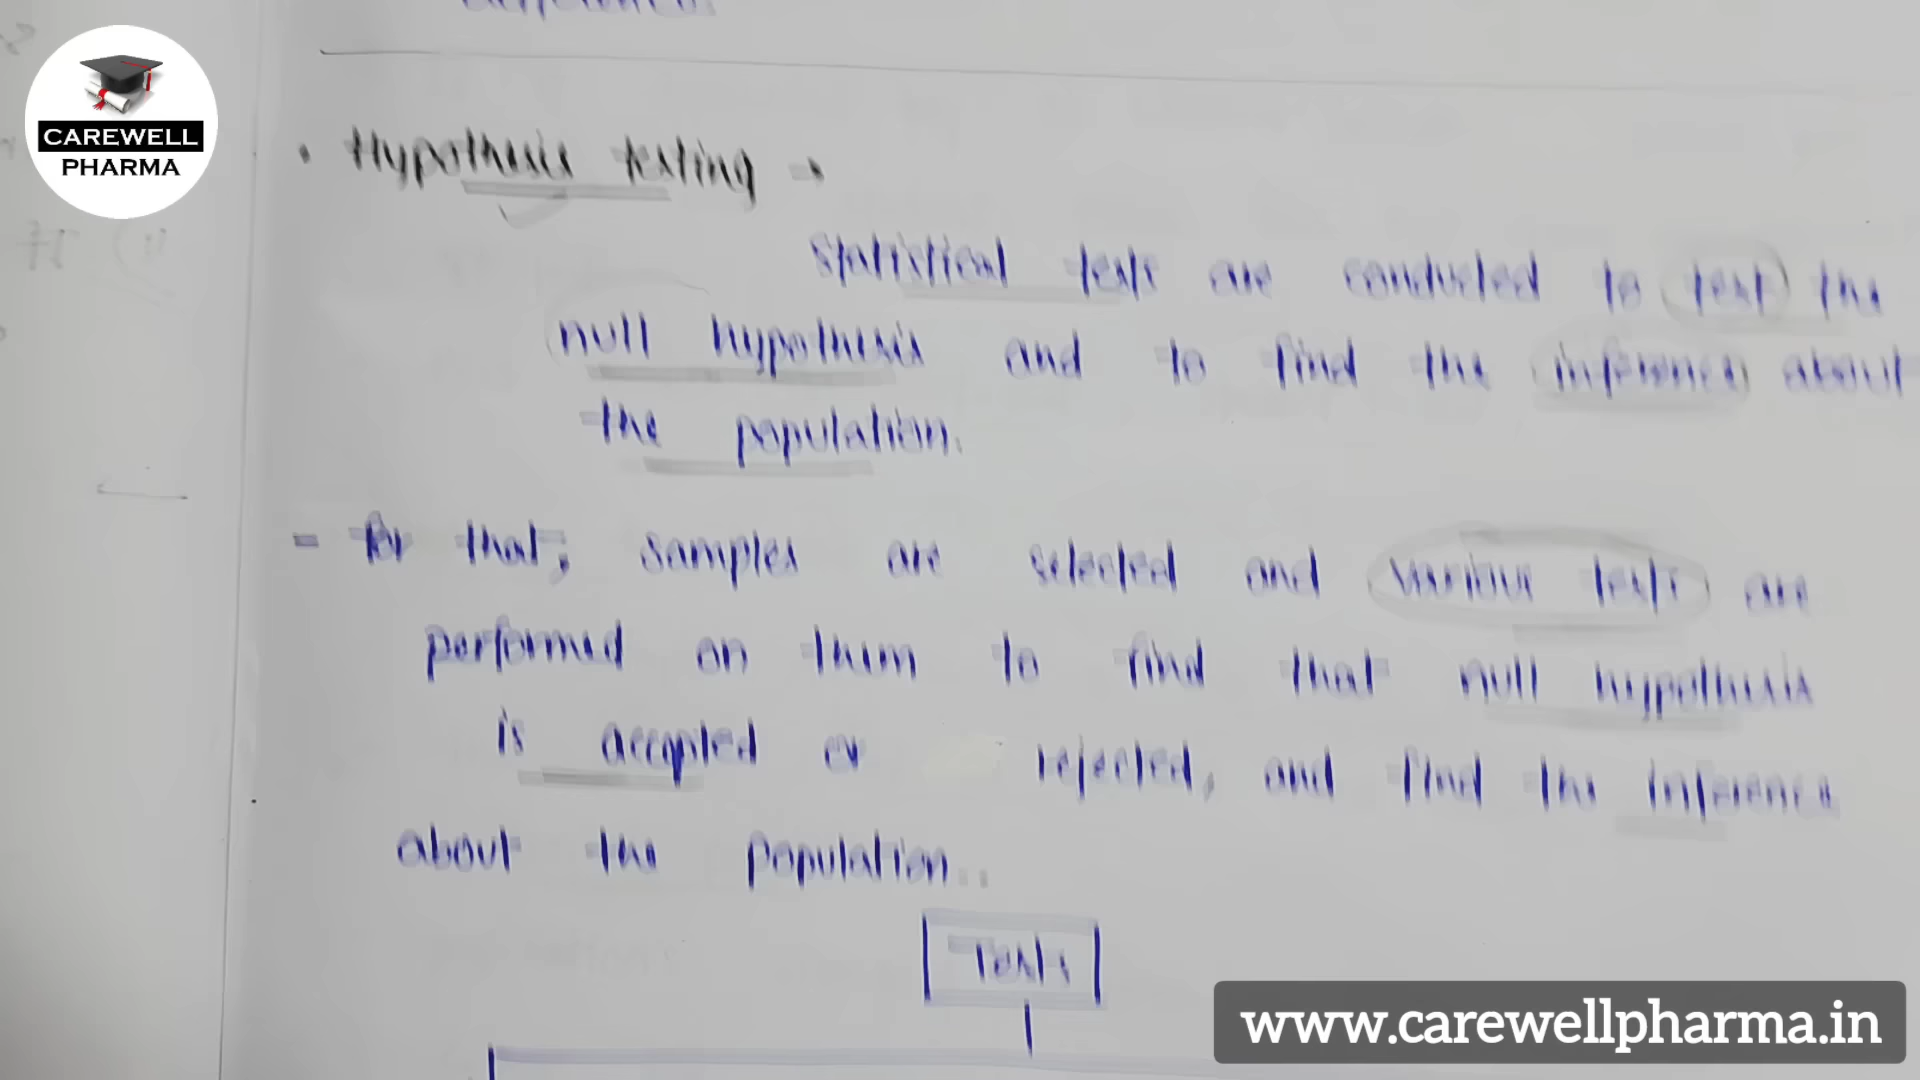 CAREWELL
PHARMA
• Hypothesis testing →
Statistical tests are conducted to test the
null hypothesis and to find the inference about
the population.
- for that, samples are selected and various tests are
performed on them to find that null hypothesis
is accepted or rejected, and find the inference
about the population..
Tests
www.carewellpharma.in